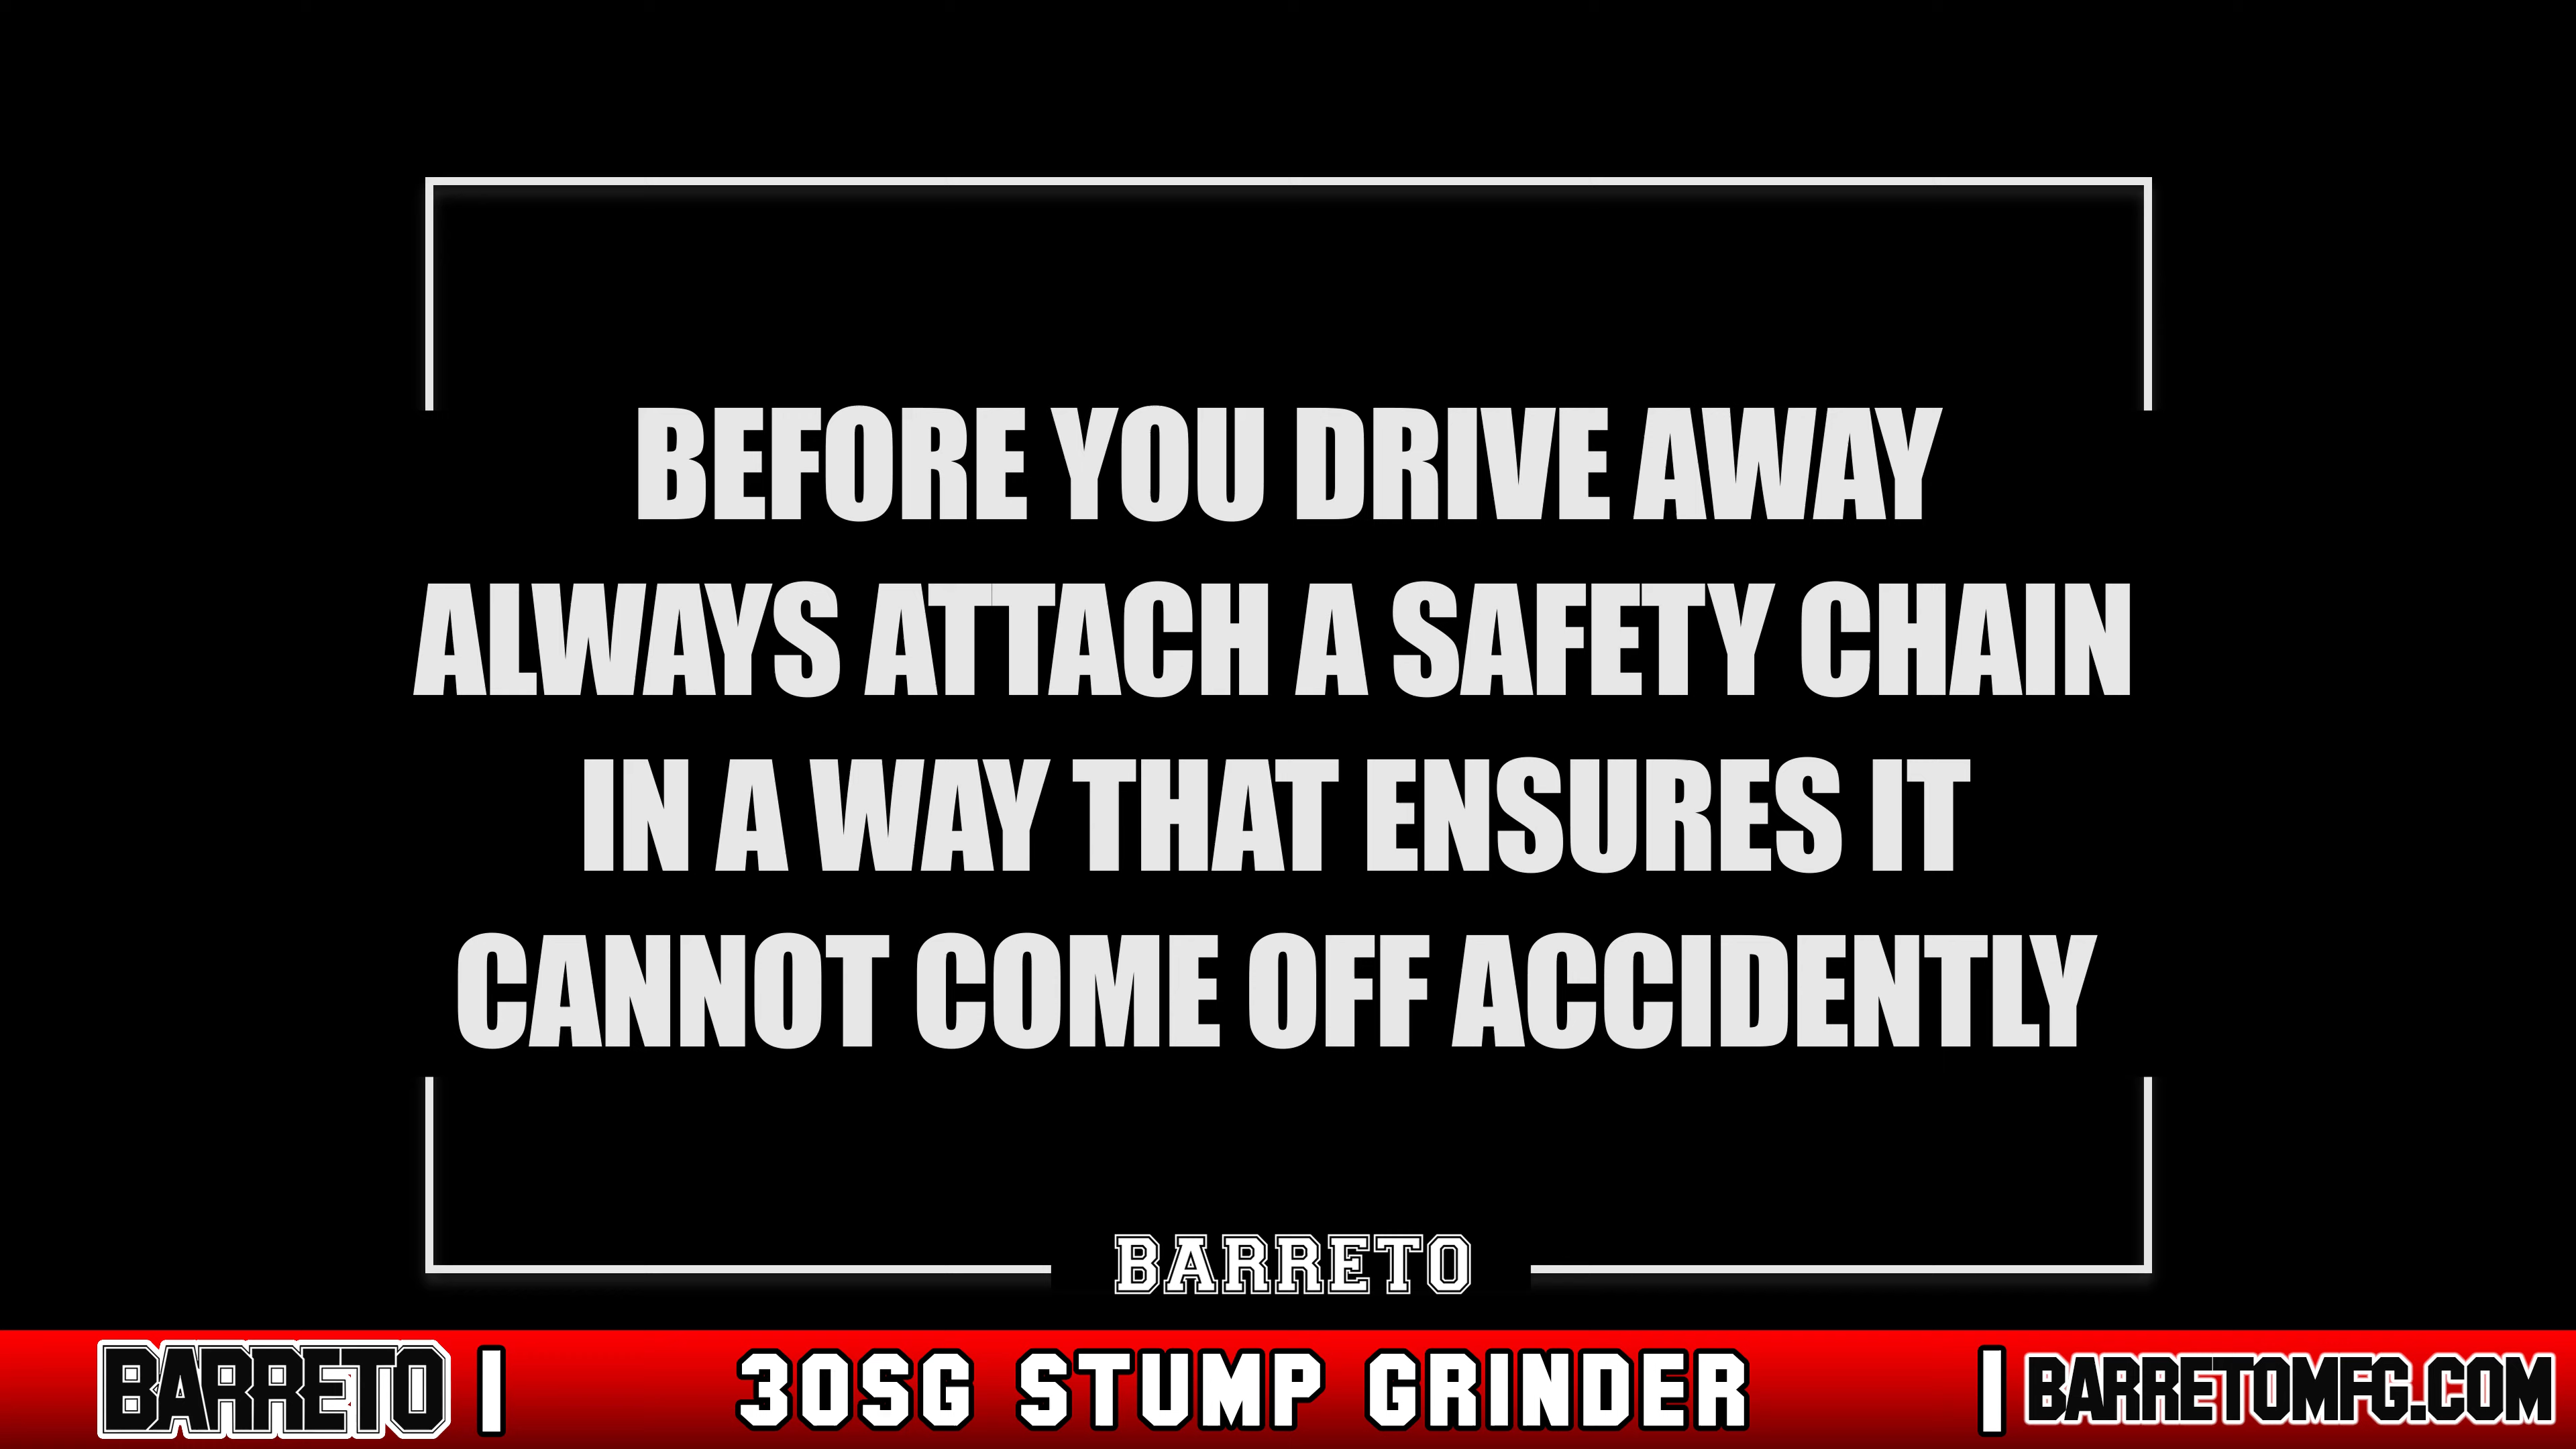 BEFORE YOU DRIVE AWAY
ALWAYS ATTACH A SAFETY CHAIN
IN A WAY THAT ENSURES IT
CANNOT COME OFF ACCIDENTLY
BARRETO
BARRETO | 30SG STUMP GRINDER | BARRETOMFG.COM